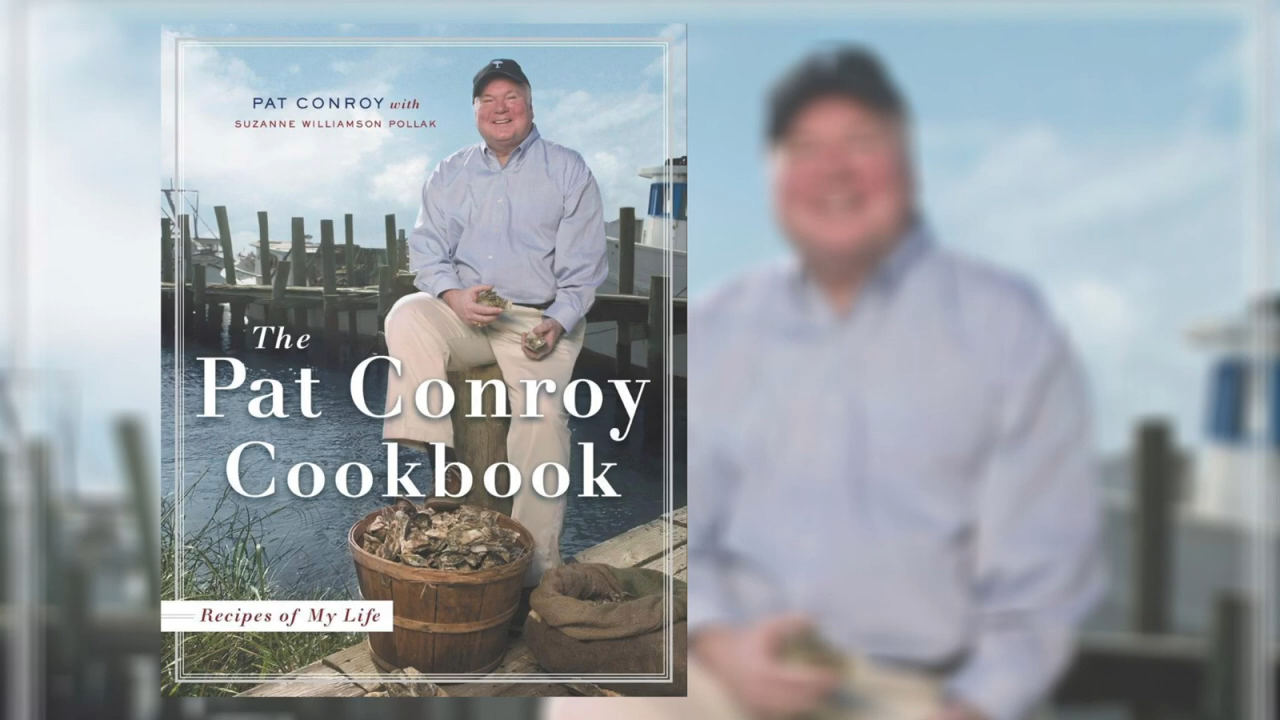 PAT CONROY with
SUZANNE WILLIAMSON POLLAK
The
Pat Conroy
Cookbook
Recipes of My Life